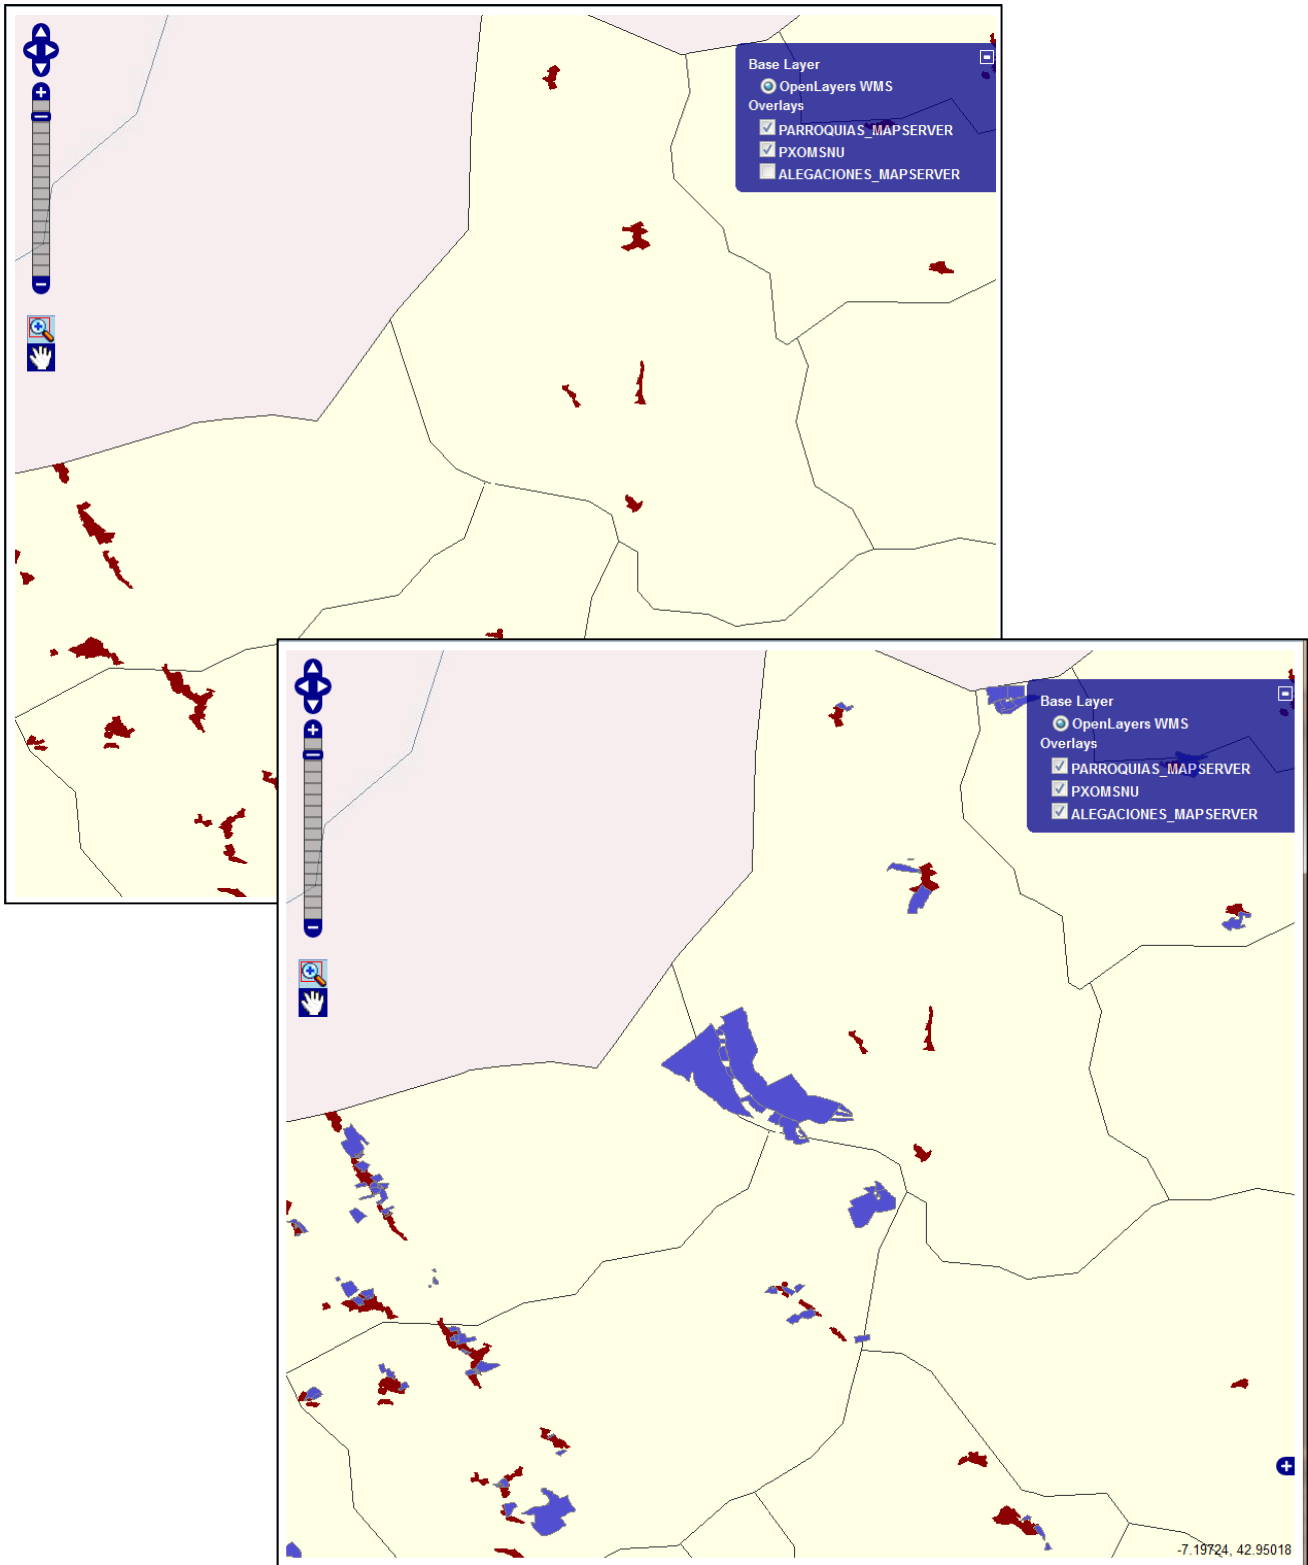 Base Layer
OpenLayers WMS
Overlays
PARROQUIAS_MAPSERVER
PXOMSNU
ALEGACIONES_MAPSERVER
Base Layer
OpenLayers WMS
Overlays
PARROQUIAS_MAPSERVER
PXOMSNU
ALEGACIONES_MAPSERVER
-7.19724, 42.95018